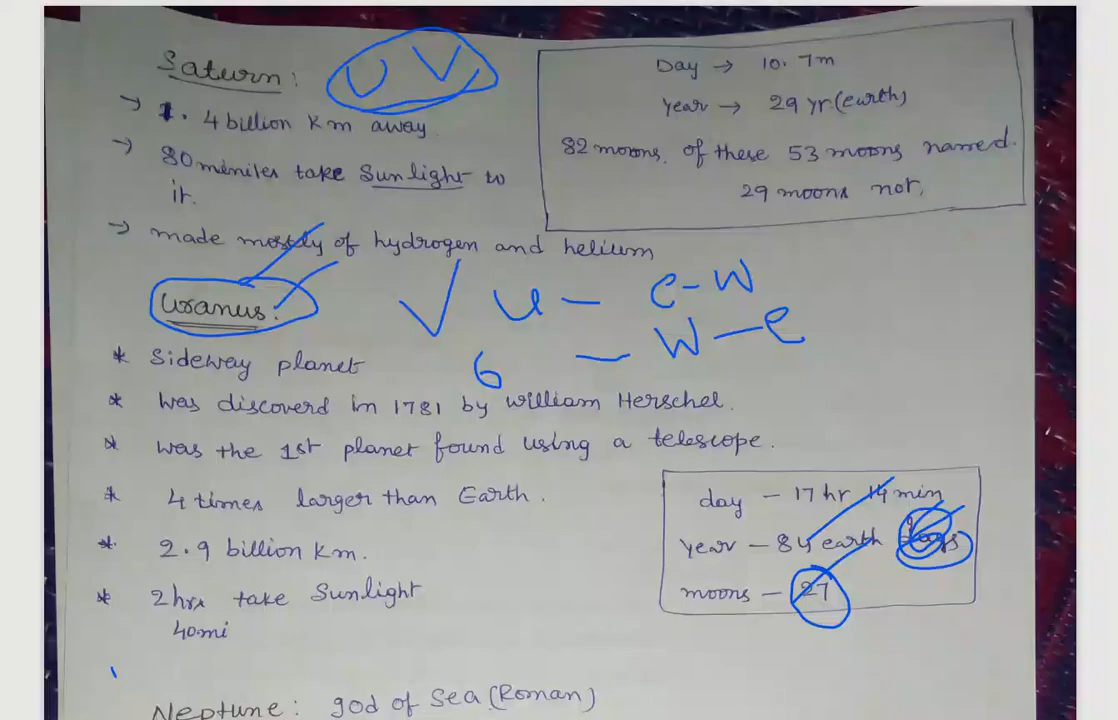 Saturn:
U V
→ 1. 4 billion Km away.
→ 80 meniles take Sunlight to
it.
→ made mostly of hydrogen and helium
Day → 10. 7m
Year → 29 yr (earth)
82 moons, of these 53 moons named.
29 moons not,
Uranus:
U — e-W
6 — W-e
* Sideway planet
* was discoverd in 1781 by william Herschel.
* was the 1st planet found using a telescope.
* 4 times larger than Earth.
* 2.9 billion Km.
* 2 hrs take Sunlight
40mi
day - 17 hr 14 min
year - 84 earth days
moons - 27
Neptune: god of Sea (Roman)